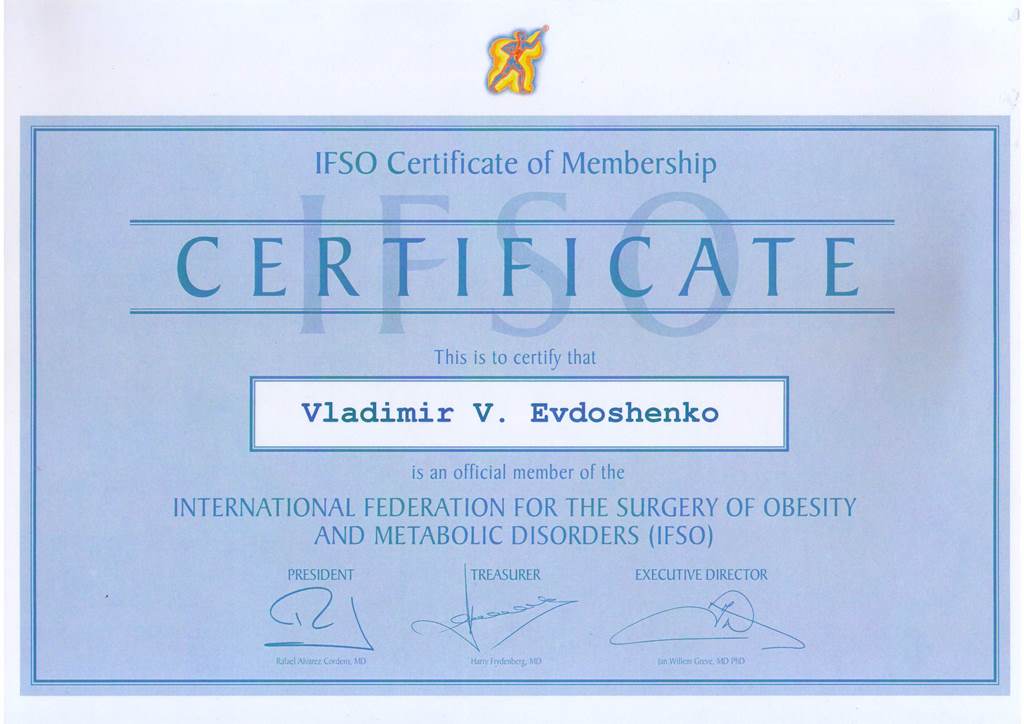 IFSO Certificate of Membership
IFSO
CERTIFICATE
This is to certify that
Vladimir V. Evdoshenko
is an official member of the
INTERNATIONAL FEDERATION FOR THE SURGERY OF OBESITY
AND METABOLIC DISORDERS (IFSO)
PRESIDENT TREASURER EXECUTIVE DIRECTOR
Rafael Alvarez Cordero, MD Harry Frydenberg, MD Jan Willem Greve, MD PhD